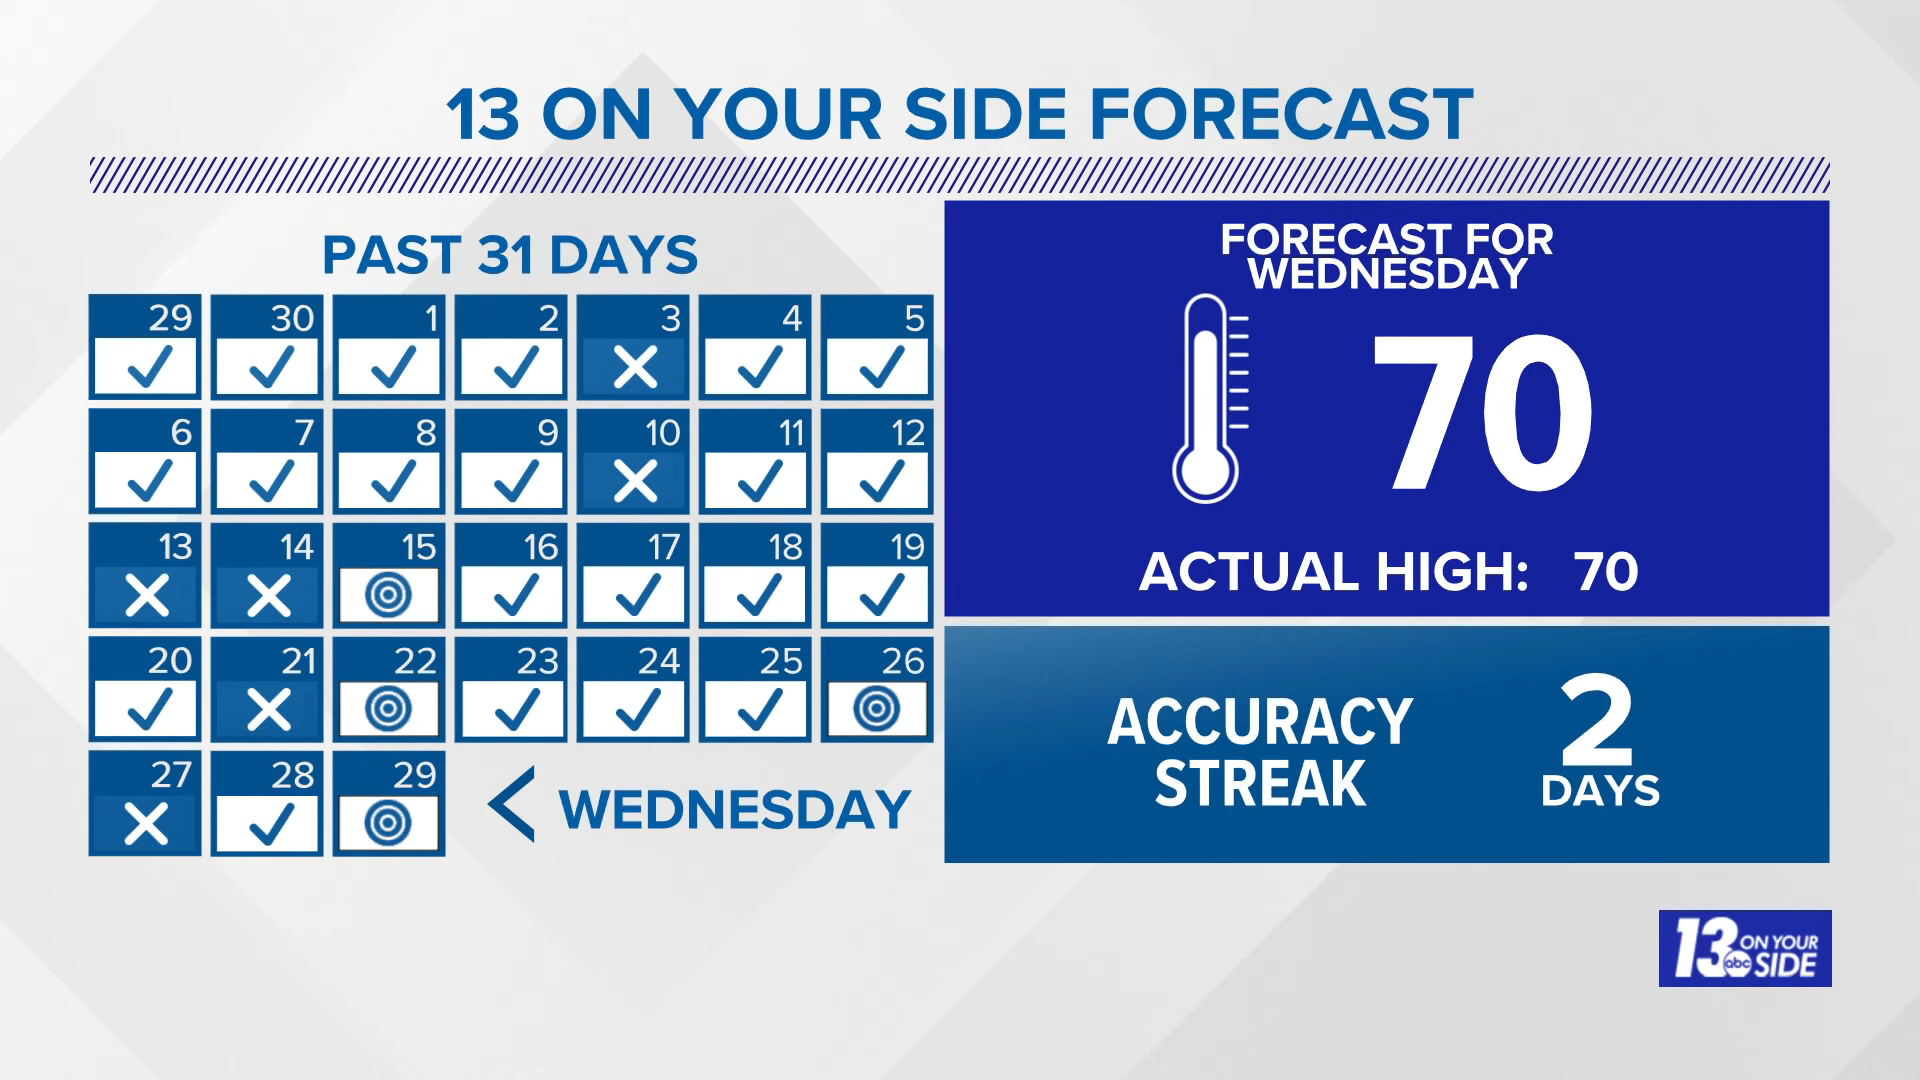 13 ON YOUR SIDE FORECAST
PAST 31 DAYS
29 30 1 2 3 4 5
6 7 8 9 10 11 12
13 14 15 16 17 18 19
20 21 22 23 24 25 26
27 28 29
WEDNESDAY
FORECAST FOR
WEDNESDAY
70
ACTUAL HIGH: 70
ACCURACY
STREAK
2
DAYS
13
abc
ON YOUR
SIDE